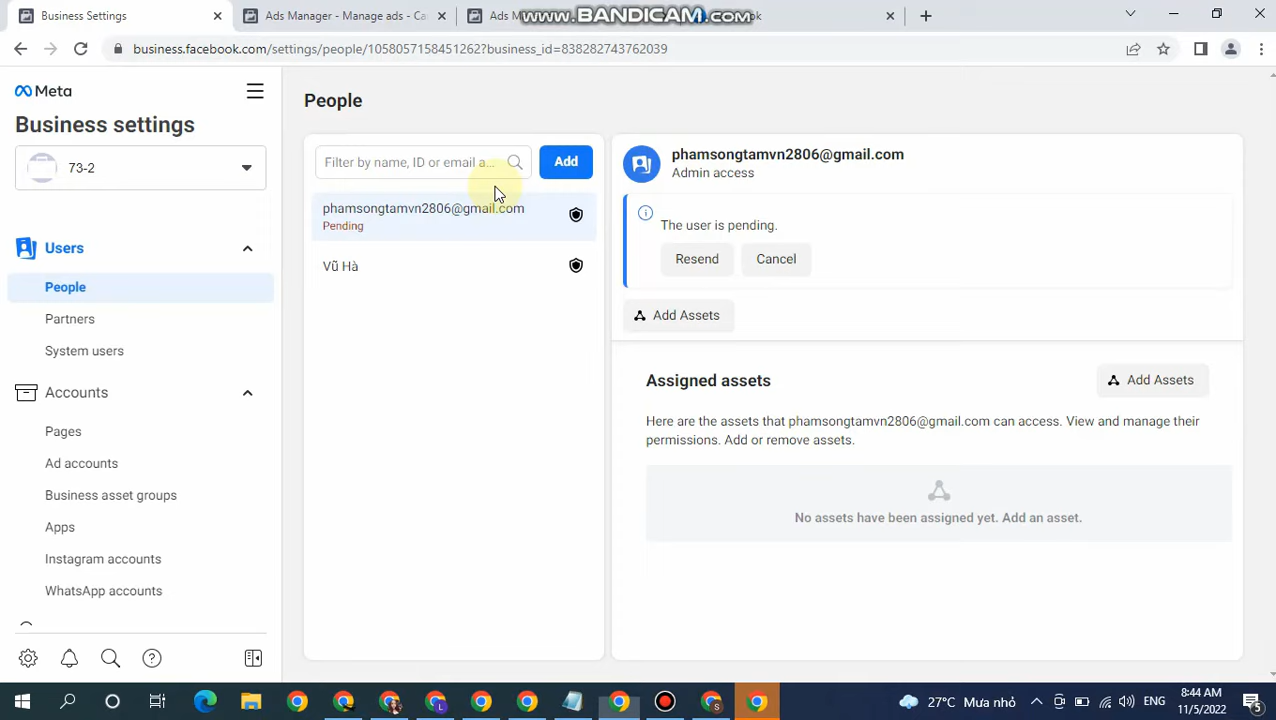 Business Settings
Ads Manager - Manage ads - Ca
Ads M
www.BANDICAM.com
ok
business.facebook.com/settings/people/1058057158451262?business_id=838282743762039
Meta
Business settings
73-2
Users
People
Partners
System users
Accounts
Pages
Ad accounts
Business asset groups
Apps
Instagram accounts
WhatsApp accounts
People
Filter by name, ID or email a...
Add
phamsongtamvn2806@gmail.com
Pending
Vũ Hà
phamsongtamvn2806@gmail.com
Admin access
The user is pending.
Resend
Cancel
Add Assets
Assigned assets
Add Assets
Here are the assets that phamsongtamvn2806@gmail.com can access. View and manage their
permissions. Add or remove assets.
No assets have been assigned yet. Add an asset.
27°C Mưa nhỏ
ENG
8:44 AM
11/5/2022
5